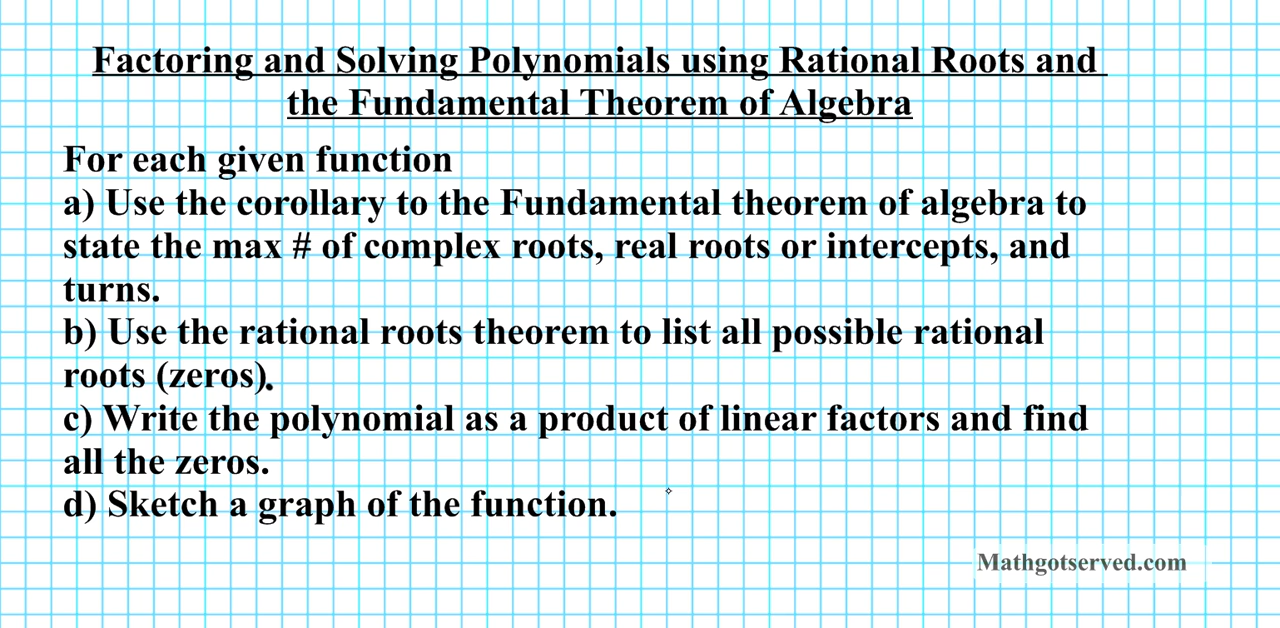 Factoring and Solving Polynomials using Rational Roots and
the Fundamental Theorem of Algebra
For each given function
a) Use the corollary to the Fundamental theorem of algebra to
state the max # of complex roots, real roots or intercepts, and
turns.
b) Use the rational roots theorem to list all possible rational
roots (zeros).
c) Write the polynomial as a product of linear factors and find
all the zeros.
d) Sketch a graph of the function.
Mathgotserved.com